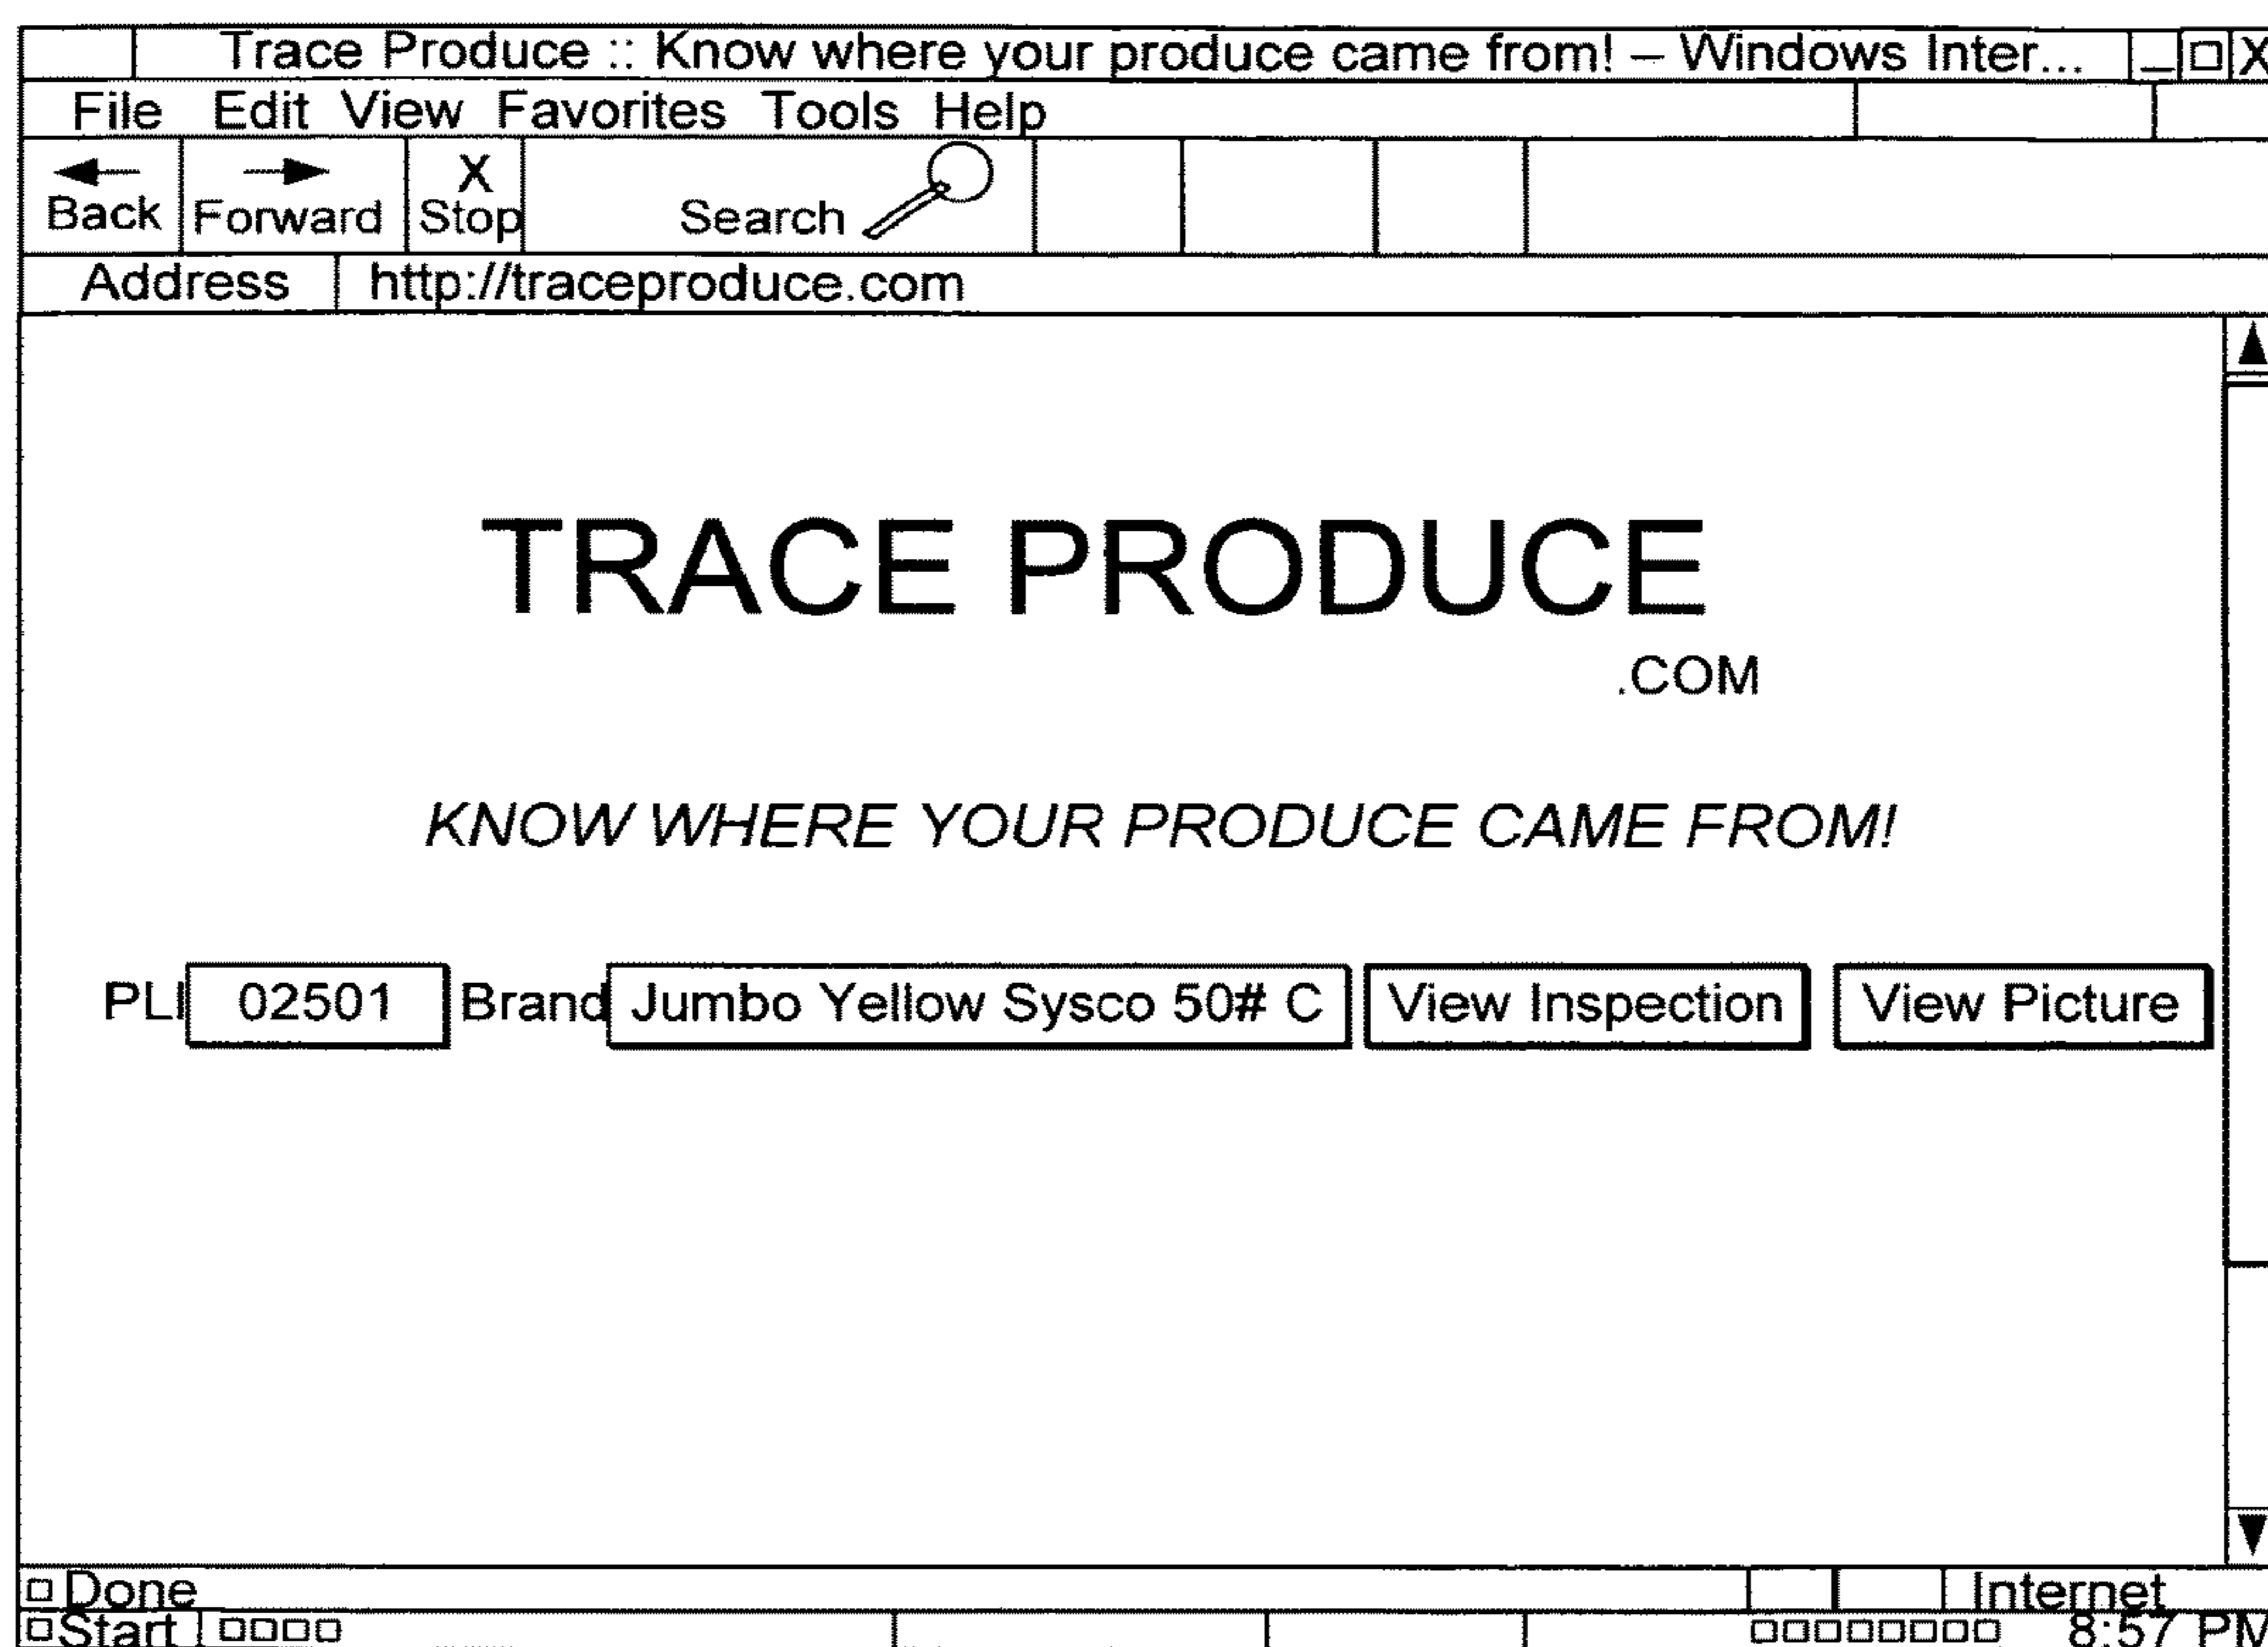 Trace Produce :: Know where your produce came from! – Windows Inter... _ X
File Edit View Favorites Tools Help
X
Back Forward Stop Search
Address http://traceproduce.com
TRACE PRODUCE
.COM
KNOW WHERE YOUR PRODUCE CAME FROM!
PLI 02501 Brand Jumbo Yellow Sysco 50# C View Inspection View Picture
Done Internet
Start 8:57 PM